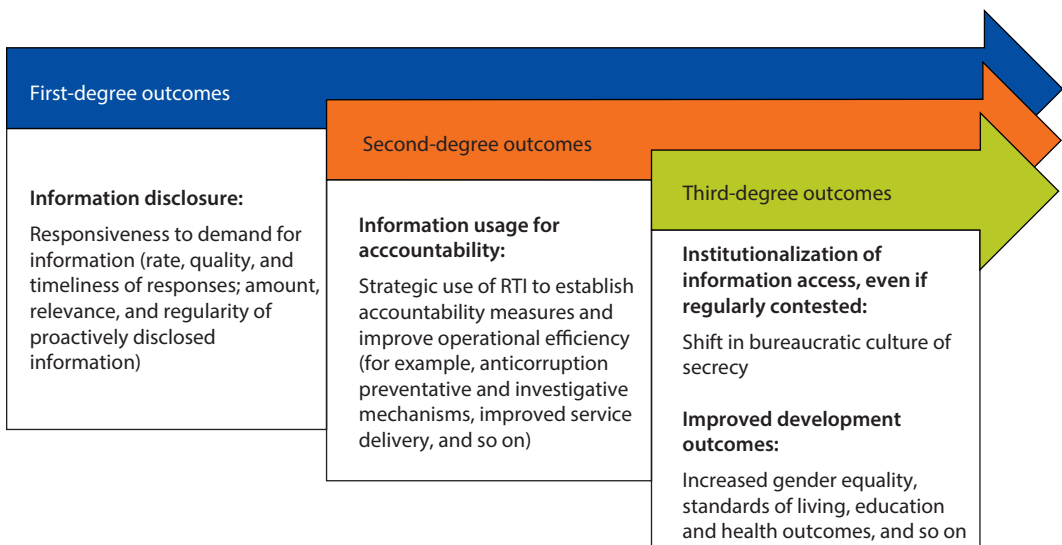 First-degree outcomes
Information disclosure:
Responsiveness to demand for
information (rate, quality, and
timeliness of responses; amount,
relevance, and regularity of
proactively disclosed
information)
Second-degree outcomes
Information usage for
acccountability:
Strategic use of RTI to establish
accountability measures and
improve operational efficiency
(for example, anticorruption
preventative and investigative
mechanisms, improved service
delivery, and so on)
Third-degree outcomes
Institutionalization of
information access, even if
regularly contested:
Shift in bureaucratic culture of
secrecy
Improved development
outcomes:
Increased gender equality,
standards of living, education
and health outcomes, and so on